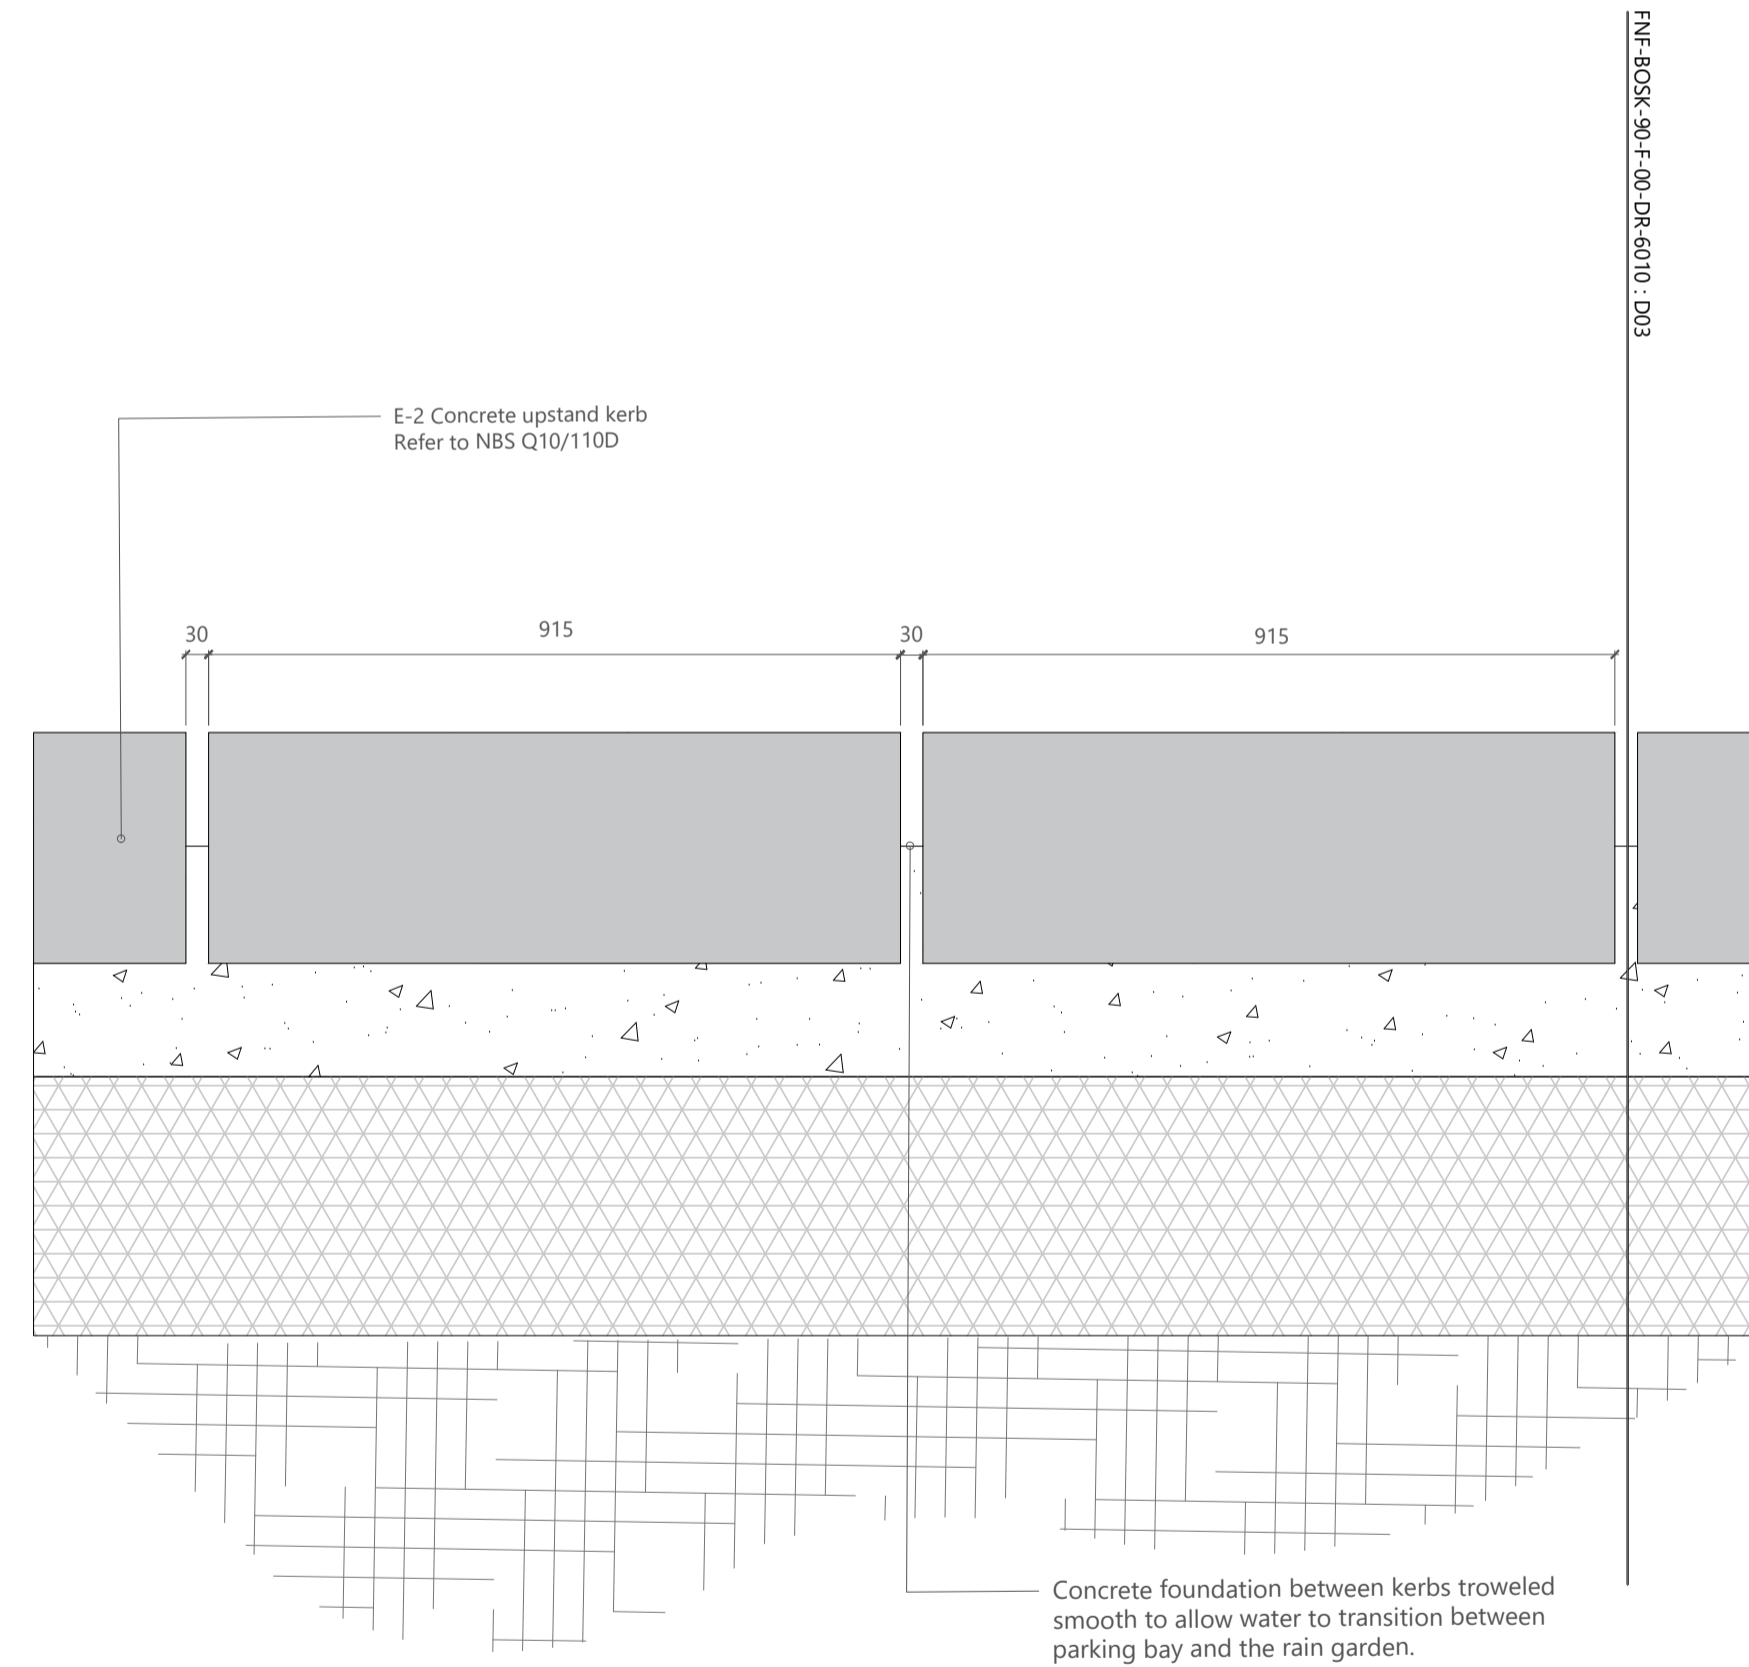 FNF-BOSK-90-F-00-DR-6010 : D03
E-2 Concrete upstand kerb
Refer to NBS Q10/110D
30
915
30
915
Concrete foundation between kerbs troweled
smooth to allow water to transition between
parking bay and the rain garden.